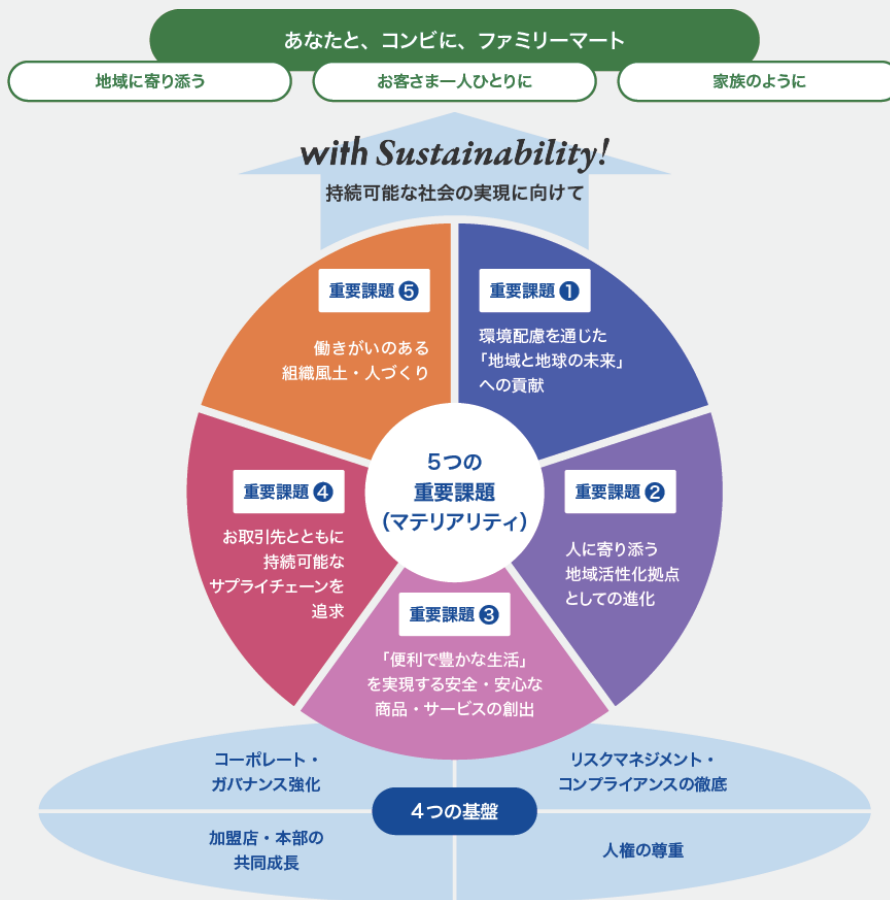 あなたと、コンビに、ファミリーマート
地域に寄り添う
お客さま一人ひとりに
家族のように
with Sustainability!
持続可能な社会の実現に向けて
重要課題 ❶
環境配慮を通じた
「地域と地球の未来」
への貢献
重要課題 ❷
人に寄り添う
地域活性化拠点
としての進化
重要課題 ❸
「便利で豊かな生活」
を実現する安全・安心な
商品・サービスの創出
重要課題 ❹
お取引先とともに
持続可能な
サプライチェーンを
追求
重要課題 ❺
働きがいのある
組織風土・人づくり
5つの
重要課題
(マテリアリティ)
コーポレート・
ガバナンス強化
リスクマネジメント・
コンプライアンスの徹底
4つの基盤
加盟店・本部の
共同成長
人権の尊重